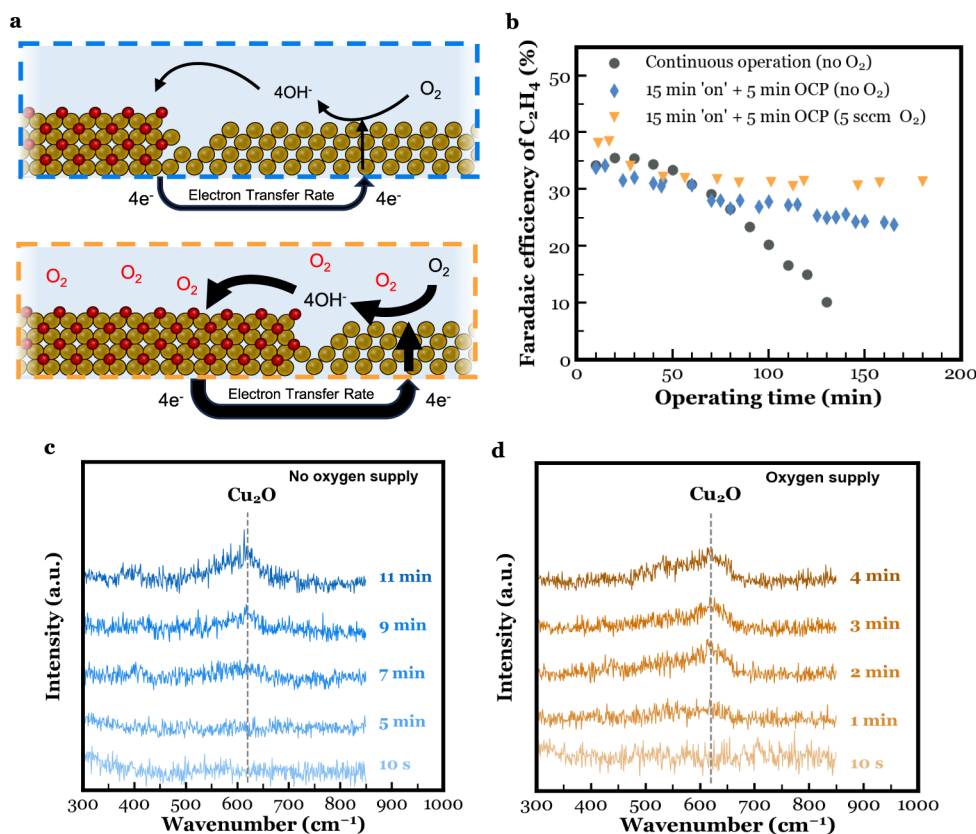 a
4OH-
O2
4e-
Electron Transfer Rate
4e-
O2
O2
O2
O2
O2
O2
4OH-
4e-
Electron Transfer Rate
4e-
b
Faradaic efficiency of C2H4 (%)
50
40
30
20
10
0
Continuous operation (no O2)
15 min 'on' + 5 min OCP (no O2)
15 min 'on' + 5 min OCP (5 sccm O2)
0
50
100
150
200
Operating time (min)
c
No oxygen supply
Cu2O
Intensity (a.u.)
11 min
9 min
7 min
5 min
10 s
300 400 500 600 700 800 900 1000
Wavenumber (cm−1)
d
Oxygen supply
Cu2O
Intensity (a.u.)
4 min
3 min
2 min
1 min
10 s
300 400 500 600 700 800 900 1000
Wavenumber (cm−1)